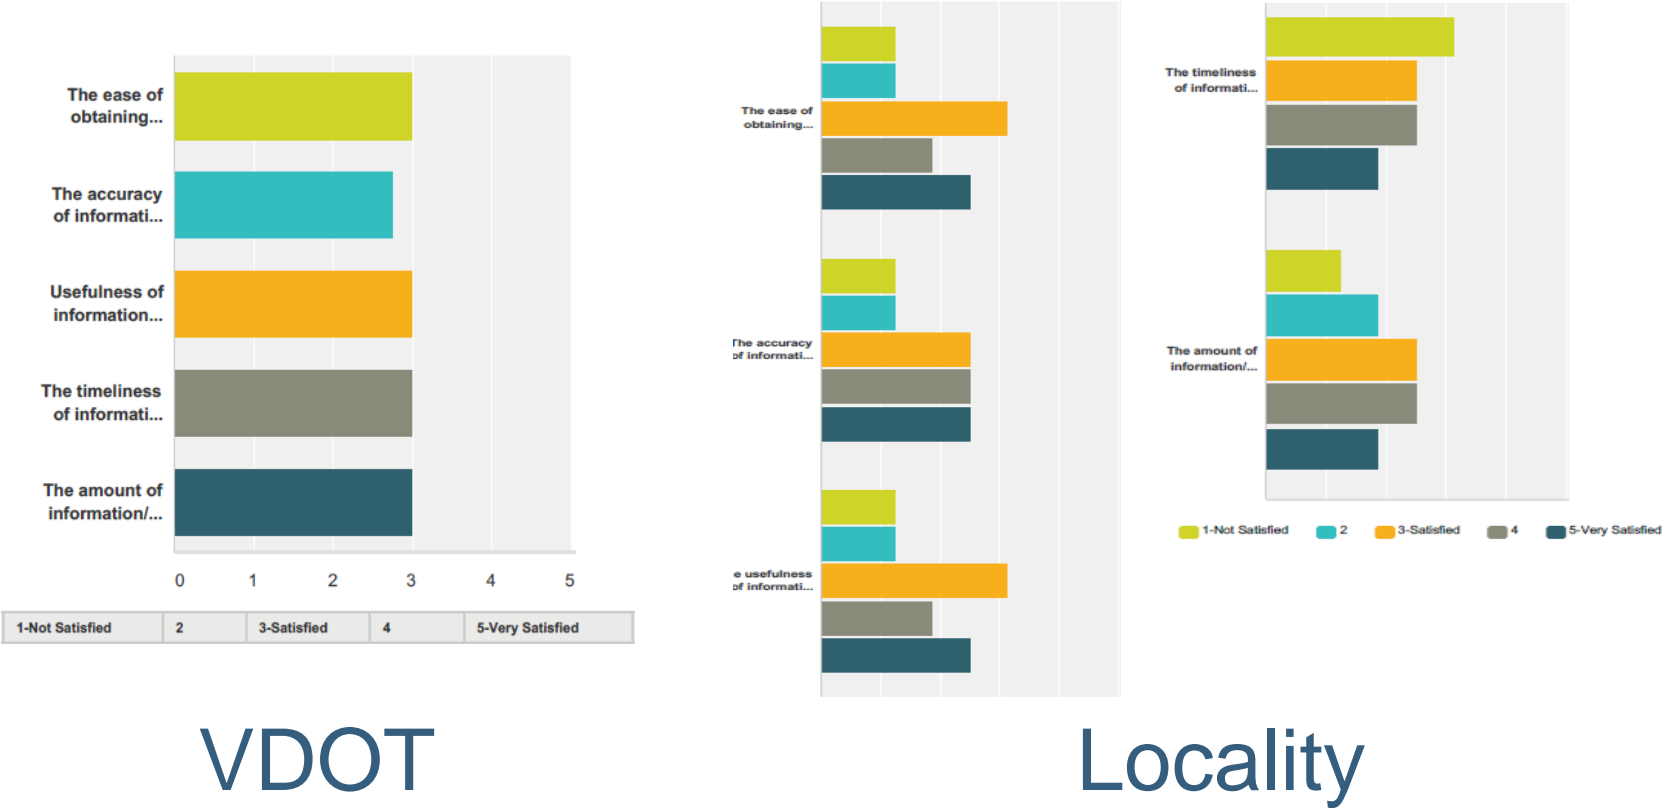 The ease of
obtaining...
The accuracy
of informati...
Usefulness of
information...
The timeliness
of informati...
The amount of
information/...
0 1 2 3 4 5
1-Not Satisfied 2 3-Satisfied 4 5-Very Satisfied
VDOT
The ease of
obtaining...
The accuracy
of informati...
e usefulness
of informati...
The timeliness
of informati...
The amount of
information/...
1-Not Satisfied 2 3-Satisfied 4 5-Very Satisfied
Locality